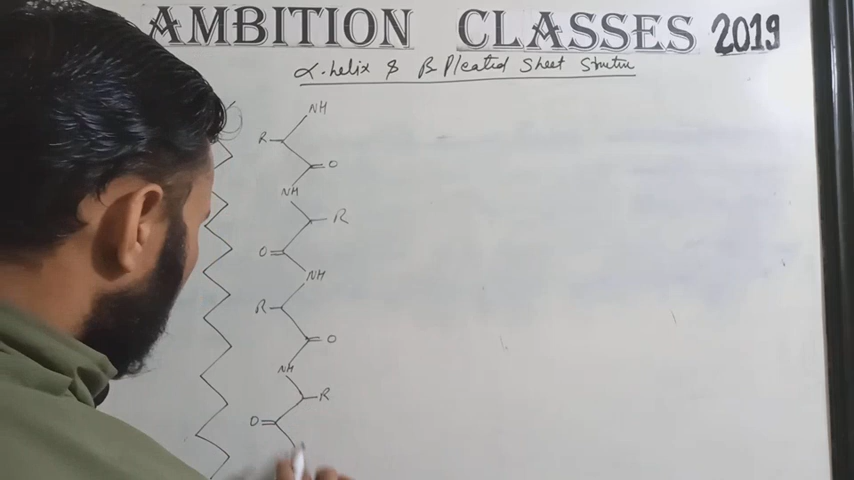 AMBITION CLASSES 2019
α-helix & β-Pleated Sheet Structure
NH
R
O
NH
R
O
NH
R
O
NH
R
O